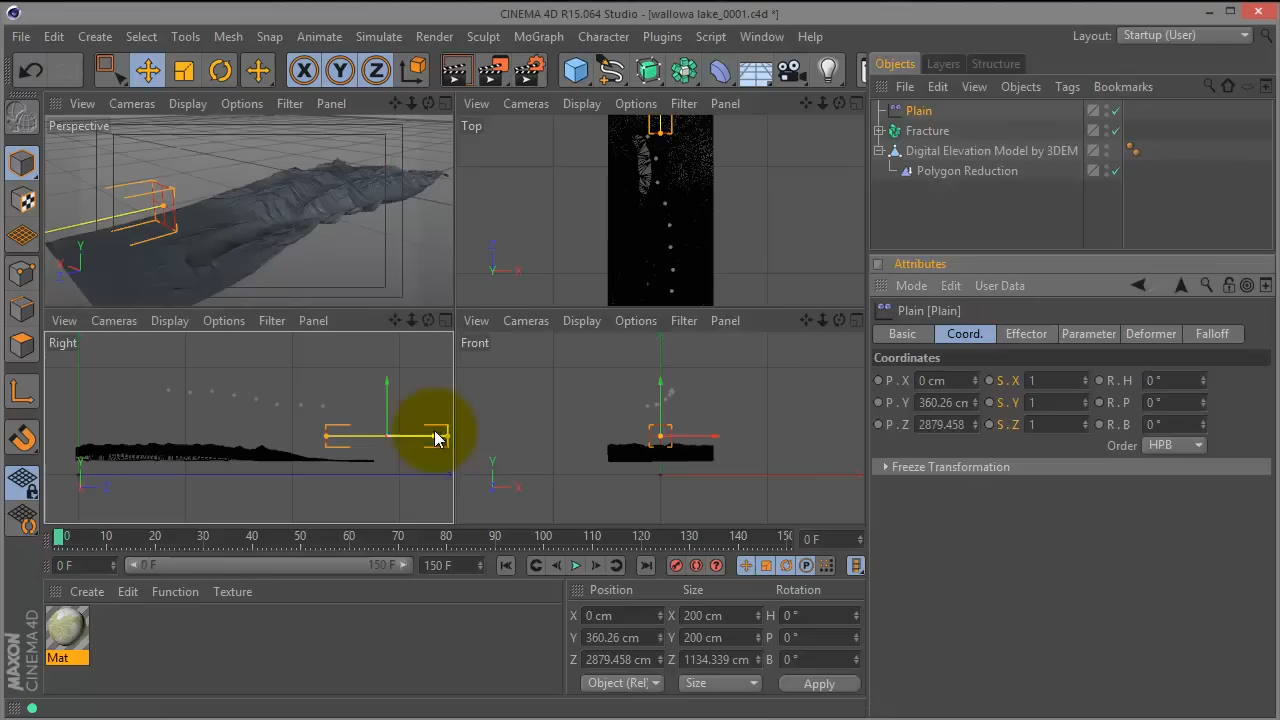 CINEMA 4D R15.064 Studio - [wallowa lake_0001.c4d *]
File Edit Create Select Tools Mesh Snap Animate Simulate Render Sculpt MoGraph Character Plugins Script Window Help
Layout: Startup (User)
X Y Z
Objects Layers Structure
File Edit View Objects Tags Bookmarks
Plain
Fracture
Digital Elevation Model by 3DEM
Polygon Reduction
View Cameras Display Options Filter Panel
Perspective
Y
X
Z
View Cameras Display Options Filter Panel
Top
Z
Y X
View Cameras Display Options Filter Panel
Right
Y
X Z
View Cameras Display Options Filter Panel
Front
Y
Z X
Attributes
Mode Edit User Data
Plain [Plain]
Basic Coord. Effector Parameter Deformer Falloff
Coordinates
P . X 0 cm S . X 1 R . H 0 °
P . Y 360.26 cm S . Y 1 R . P 0 °
P . Z 2879.458 S . Z 1 R . B 0 °
Order HPB
Freeze Transformation
0 10 20 30 40 50 60 70 80 90 100 110 120 130 140 150
0 F
0 F 0 F 150 F 150 F
P
Create Edit Function Texture
Mat
Position Size Rotation
X 0 cm X 200 cm H 0 °
Y 360.26 cm Y 200 cm P 0 °
Z 2879.458 cm Z 1134.339 cm B 0 °
Object (Rel) Size Apply
MAXON
CINEMA 4D